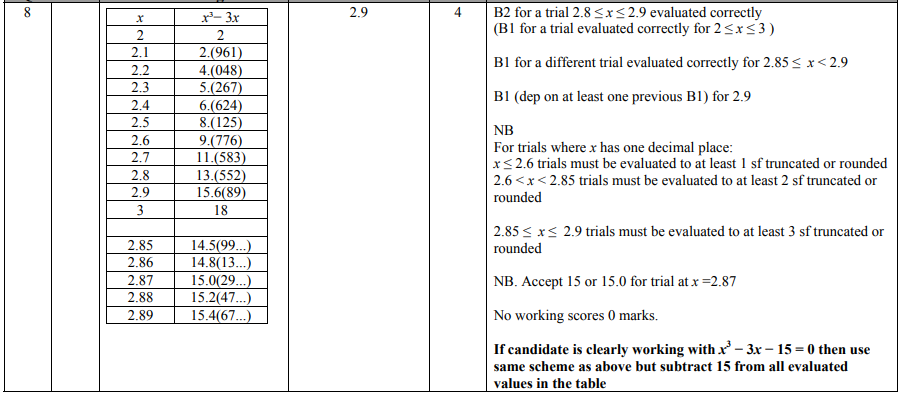 8
x x³– 3x
2 2
2.1 2.(961)
2.2 4.(048)
2.3 5.(267)
2.4 6.(624)
2.5 8.(125)
2.6 9.(776)
2.7 11.(583)
2.8 13.(552)
2.9 15.6(89)
3 18
2.85 14.5(99...)
2.86 14.8(13...)
2.87 15.0(29...)
2.88 15.2(47...)
2.89 15.4(67...)
2.9
4
B2 for a trial 2.8 ≤ x ≤ 2.9 evaluated correctly
(B1 for a trial evaluated correctly for 2 ≤ x ≤ 3 )
B1 for a different trial evaluated correctly for 2.85 ≤ x < 2.9
B1 (dep on at least one previous B1) for 2.9
NB
For trials where x has one decimal place:
x ≤ 2.6 trials must be evaluated to at least 1 sf truncated or rounded
2.6 < x < 2.85 trials must be evaluated to at least 2 sf truncated or
rounded
2.85 ≤ x ≤ 2.9 trials must be evaluated to at least 3 sf truncated or
rounded
NB. Accept 15 or 15.0 for trial at x =2.87
No working scores 0 marks.
If candidate is clearly working with x³ – 3x – 15 = 0 then use
same scheme as above but subtract 15 from all evaluated
values in the table